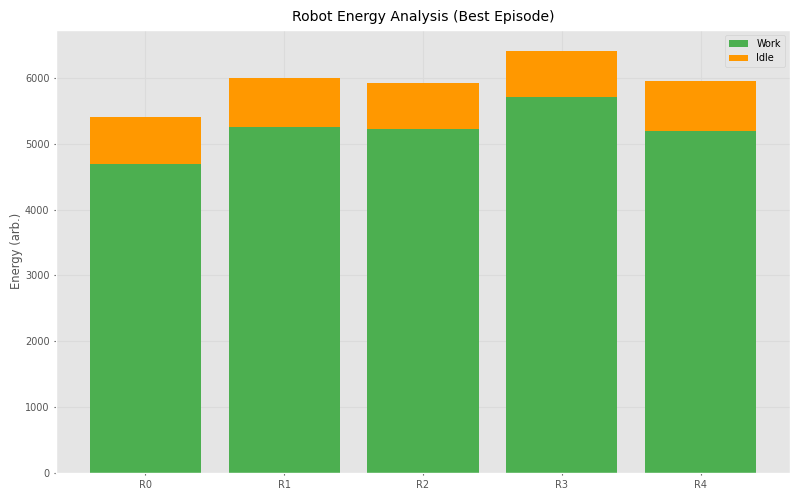 Robot Energy Analysis (Best Episode)
Work
Idle
Energy (arb.)
6000
5000
4000
3000
2000
1000
0
R0 R1 R2 R3 R4